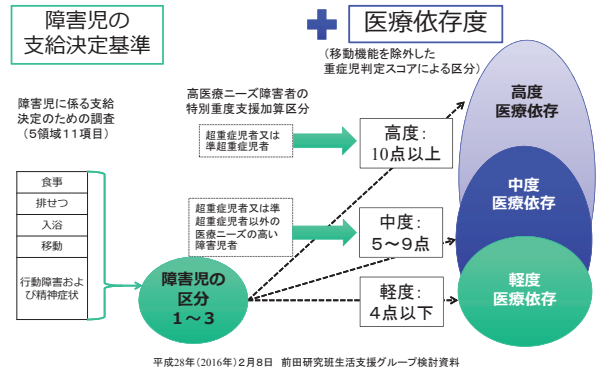 障害児の
支給決定基準
医療依存度
(移動機能を除外した
重症児判定スコアによる区分)
障害児に係る支給
決定のための調査
(5領域11項目)
高医療ニーズ障害者の
特別重度支援加算区分
超重症児者又は
準超重症児者
高度:
10点以上
高度
医療依存
食事
排せつ
入浴
移動
行動障害およ
び精神症状
超重症児者又は準
超重症児者以外の
医療ニーズの高い
障害児者
中度:
5~9点
中度
医療依存
障害児の
区分
1~3
軽度:
4点以下
軽度
医療依存
平成28年(2016年)2月8日 前田研究班生活支援グループ検討資料